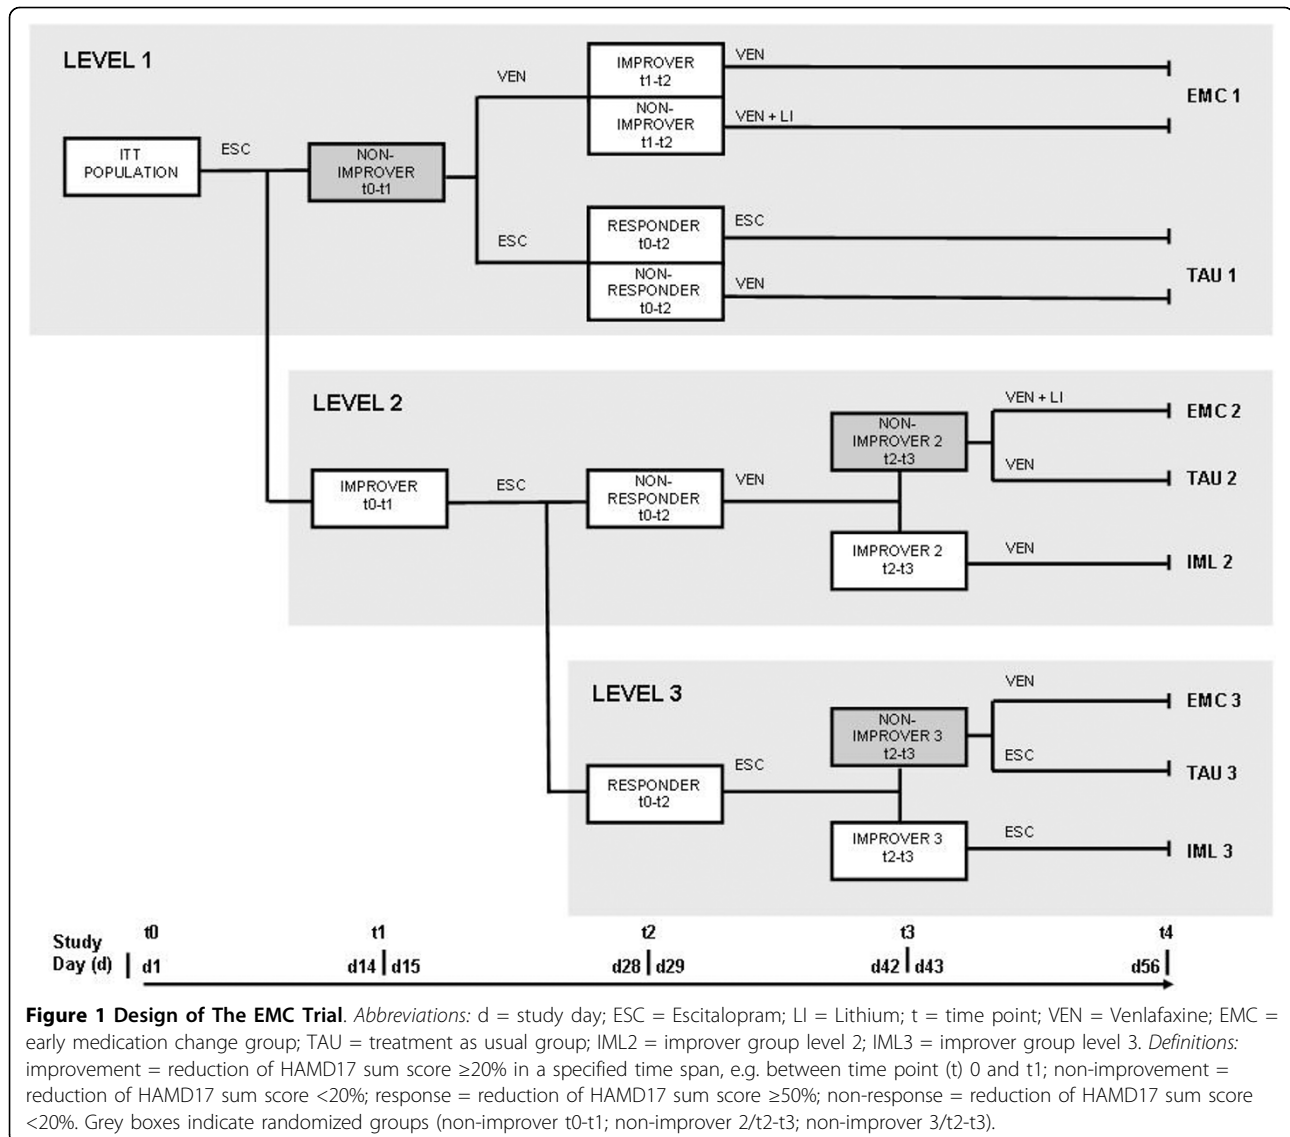 LEVEL 1
ITT
POPULATION
ESC
NON-
IMPROVER
t0-t1
VEN
IMPROVER
t1-t2
VEN
NON-
IMPROVER
t1-t2
VEN + LI
EMC 1
ESC
RESPONDER
t0-t2
ESC
NON-
RESPONDER
t0-t2
VEN
TAU 1
LEVEL 2
IMPROVER
t0-t1
ESC
NON-
RESPONDER
t0-t2
VEN
NON-
IMPROVER 2
t2-t3
VEN + LI
EMC 2
VEN
TAU 2
IMPROVER 2
t2-t3
VEN
IML 2
LEVEL 3
RESPONDER
t0-t2
ESC
NON-
IMPROVER 3
t2-t3
VEN
EMC 3
ESC
TAU 3
IMPROVER 3
t2-t3
ESC
IML 3
t0 t1 t2 t3 t4
Study
Day (d) d1 d14 d15 d28 d29 d42 d43 d56
Figure 1 Design of The EMC Trial. Abbreviations: d = study day; ESC = Escitalopram; LI = Lithium; t = time point; VEN = Venlafaxine; EMC =
early medication change group; TAU = treatment as usual group; IML2 = improver group level 2; IML3 = improver group level 3. Definitions:
improvement = reduction of HAMD17 sum score ≥20% in a specified time span, e.g. between time point (t) 0 and t1; non-improvement =
reduction of HAMD17 sum score <20%; response = reduction of HAMD17 sum score ≥50%; non-response = reduction of HAMD17 sum score
<20%. Grey boxes indicate randomized groups (non-improver t0-t1; non-improver 2/t2-t3; non-improver 3/t2-t3).